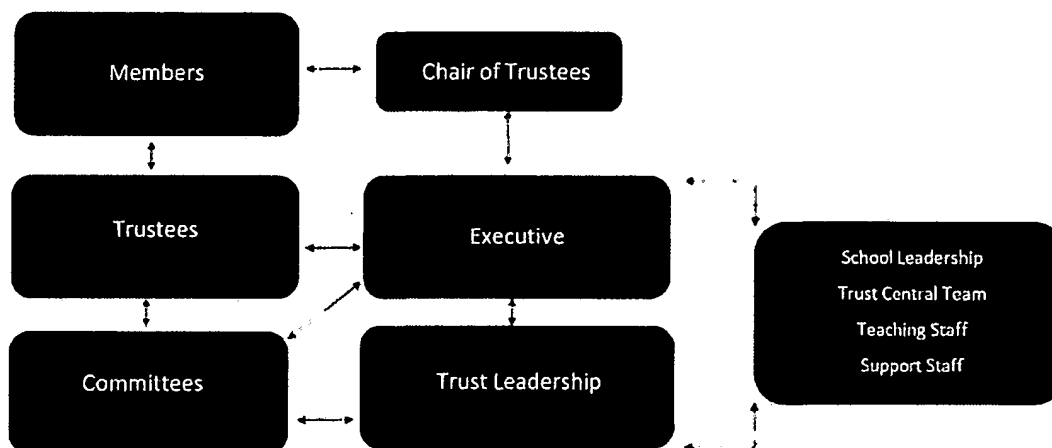 Members
Chair of Trustees
Trustees
Executive
School Leadership
Trust Central Team
Teaching Staff
Support Staff
Committees
Trust Leadership